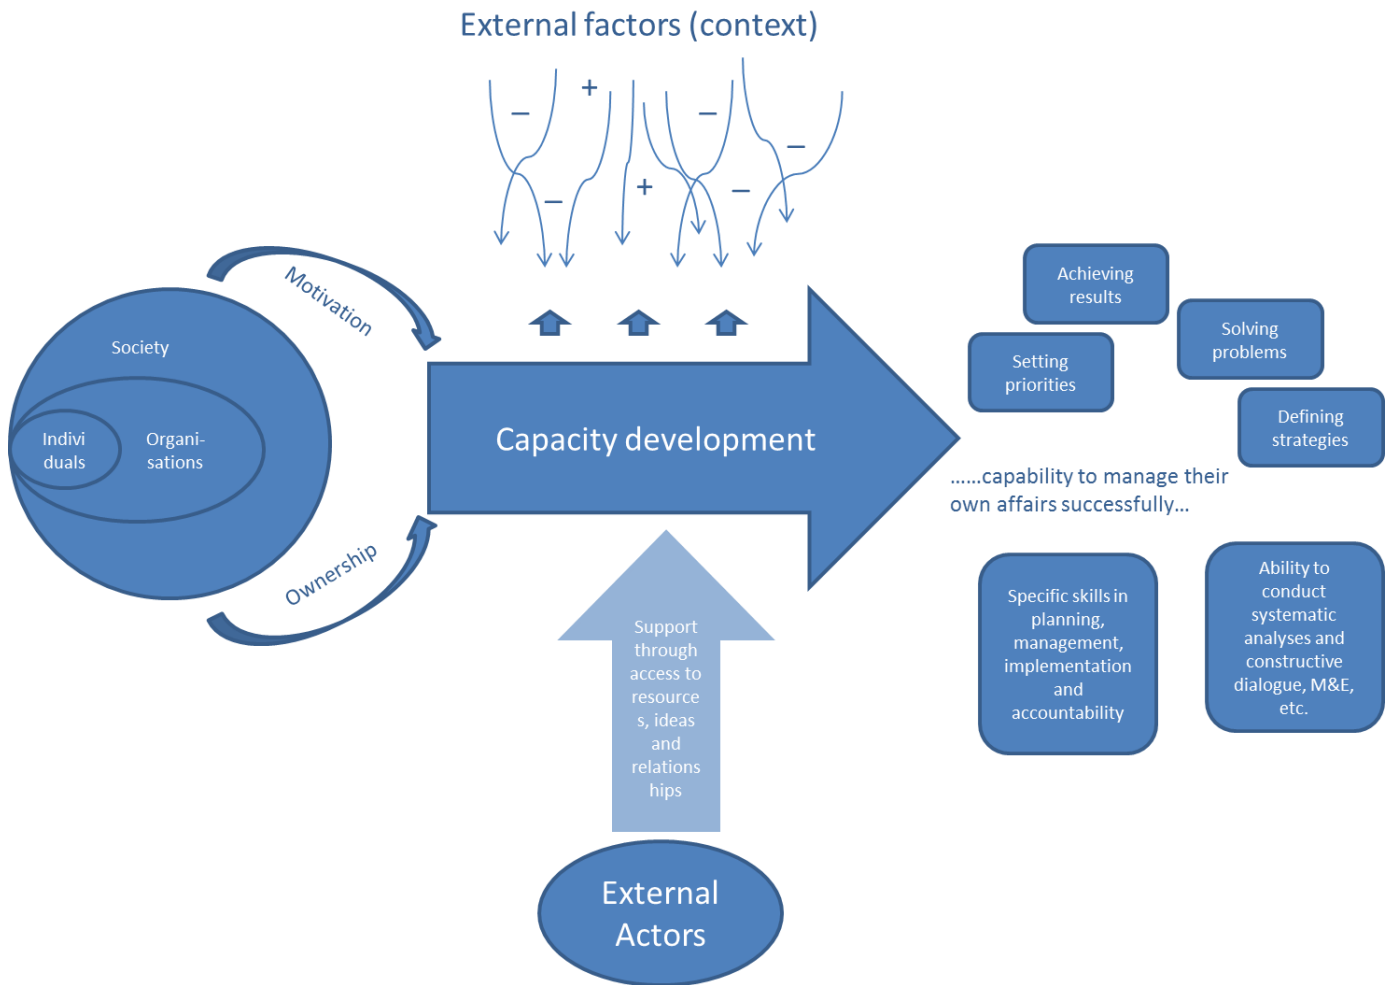 External factors (context)
+
–
–
–
–
+
–
Motivation
Society
Indivi
duals
Organi-
sations
Ownership
Capacity development
Achieving
results
Solving
problems
Setting
priorities
Defining
strategies
......capability to manage their
own affairs successfully...
Specific skills in
planning,
management,
implementation
and
accountability
Ability to
conduct
systematic
analyses and
constructive
dialogue, M&E,
etc.
Support
through
access to
resource
s, ideas
and
relations
hips
External
Actors